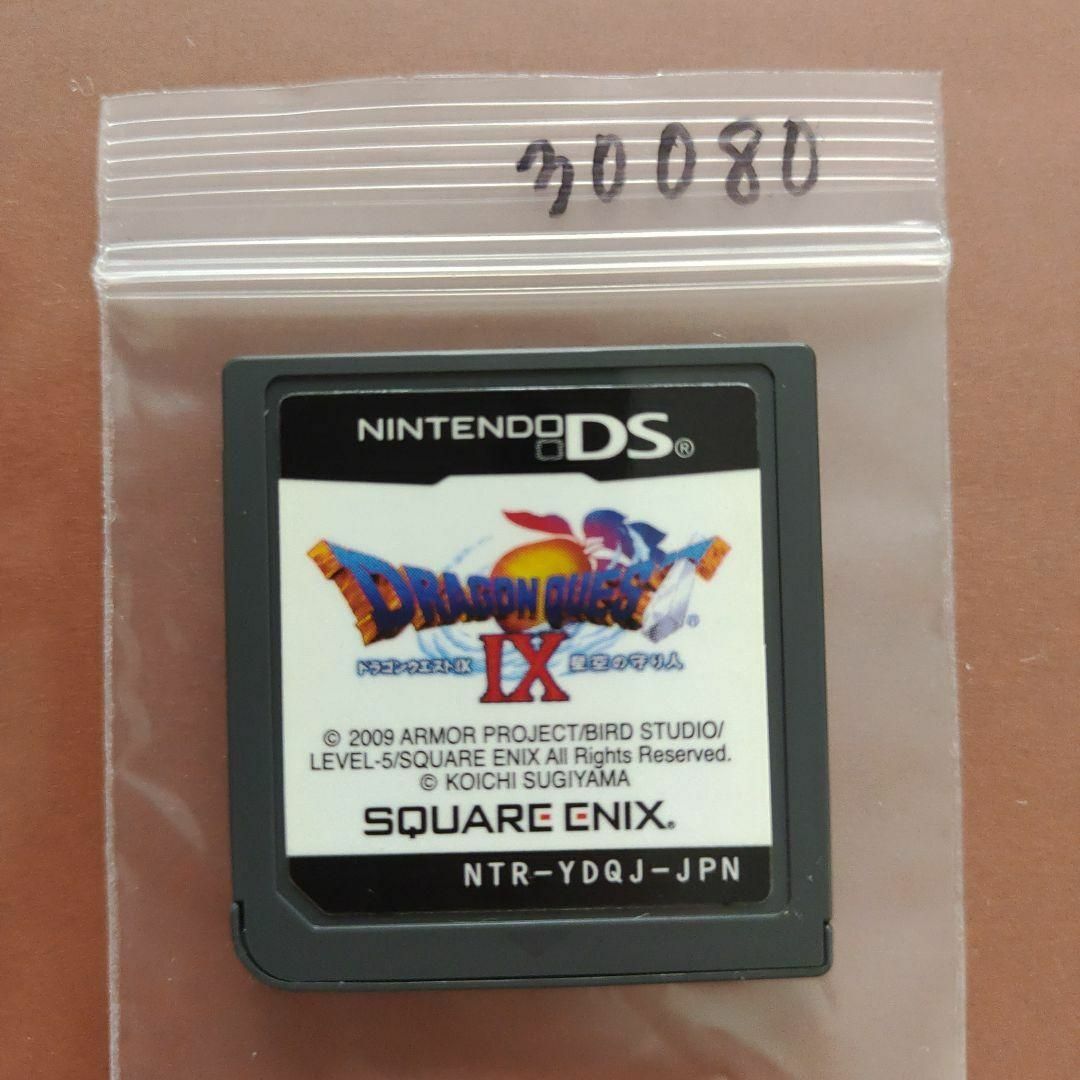 30080
NINTENDO DS®
DRAGON QUEST®
ドラゴンクエストIX
IX
星空の守り人
© 2009 ARMOR PROJECT/BIRD STUDIO/
LEVEL-5/SQUARE ENIX All Rights Reserved.
© KOICHI SUGIYAMA
SQUARE ENIX.
NTR-YDQJ-JPN